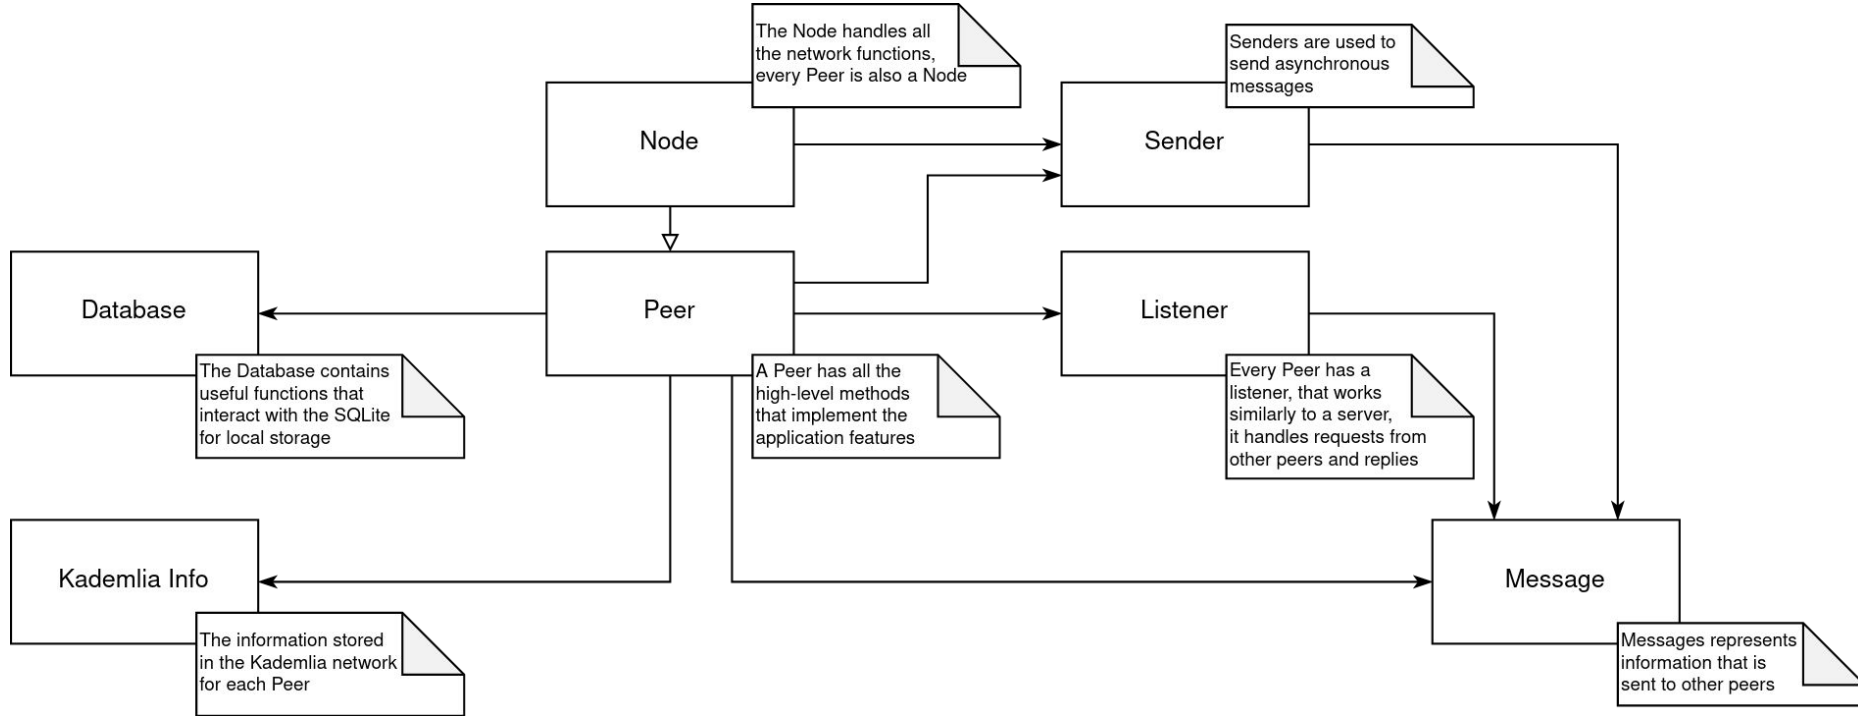 The Node handles all
the network functions,
every Peer is also a Node
Senders are used to
send asynchronous
messages
Node
Sender
Database
Peer
Listener
The Database contains
useful functions that
interact with the SQLite
for local storage
A Peer has all the
high-level methods
that implement the
application features
Every Peer has a
listener, that works
similarly to a server,
it handles requests from
other peers and replies
Kademlia Info
Message
The information stored
in the Kademlia network
for each Peer
Messages represents
information that is
sent to other peers